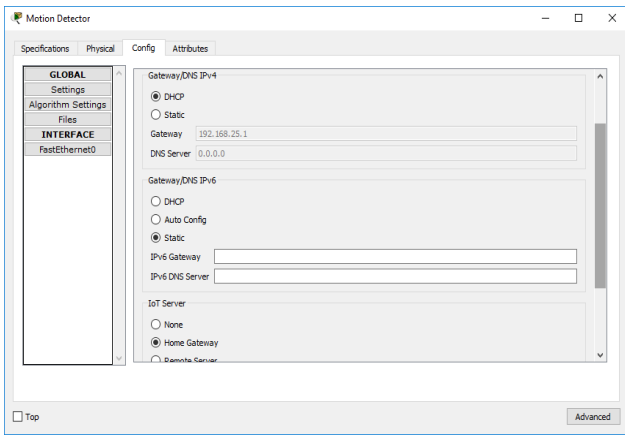 Motion Detector
Specifications Physical Config Attributes
GLOBAL
Settings
Algorithm Settings
Files
INTERFACE
FastEthernet0
Gateway/DNS IPv4
DHCP
Static
Gateway 192.168.25.1
DNS Server 0.0.0.0
Gateway/DNS IPv6
DHCP
Auto Config
Static
IPv6 Gateway
IPv6 DNS Server
IoT Server
None
Home Gateway
Remote Server
Top Advanced